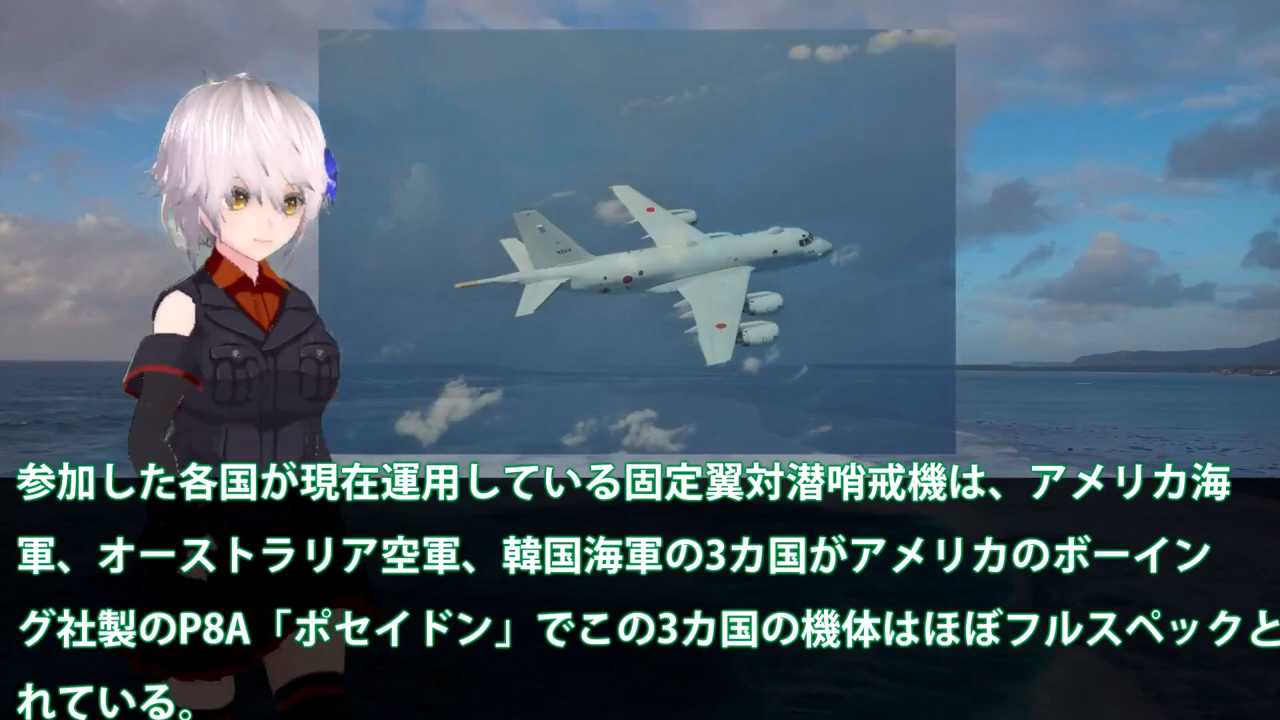 参加した各国が現在運用している固定翼対潜哨戒機は、アメリカ海
軍、オーストラリア空軍、韓国海軍の3カ国がアメリカのボーイン
グ社製のP8A「ポセイドン」でこの3カ国の機体はほぼフルスペックと
れている。